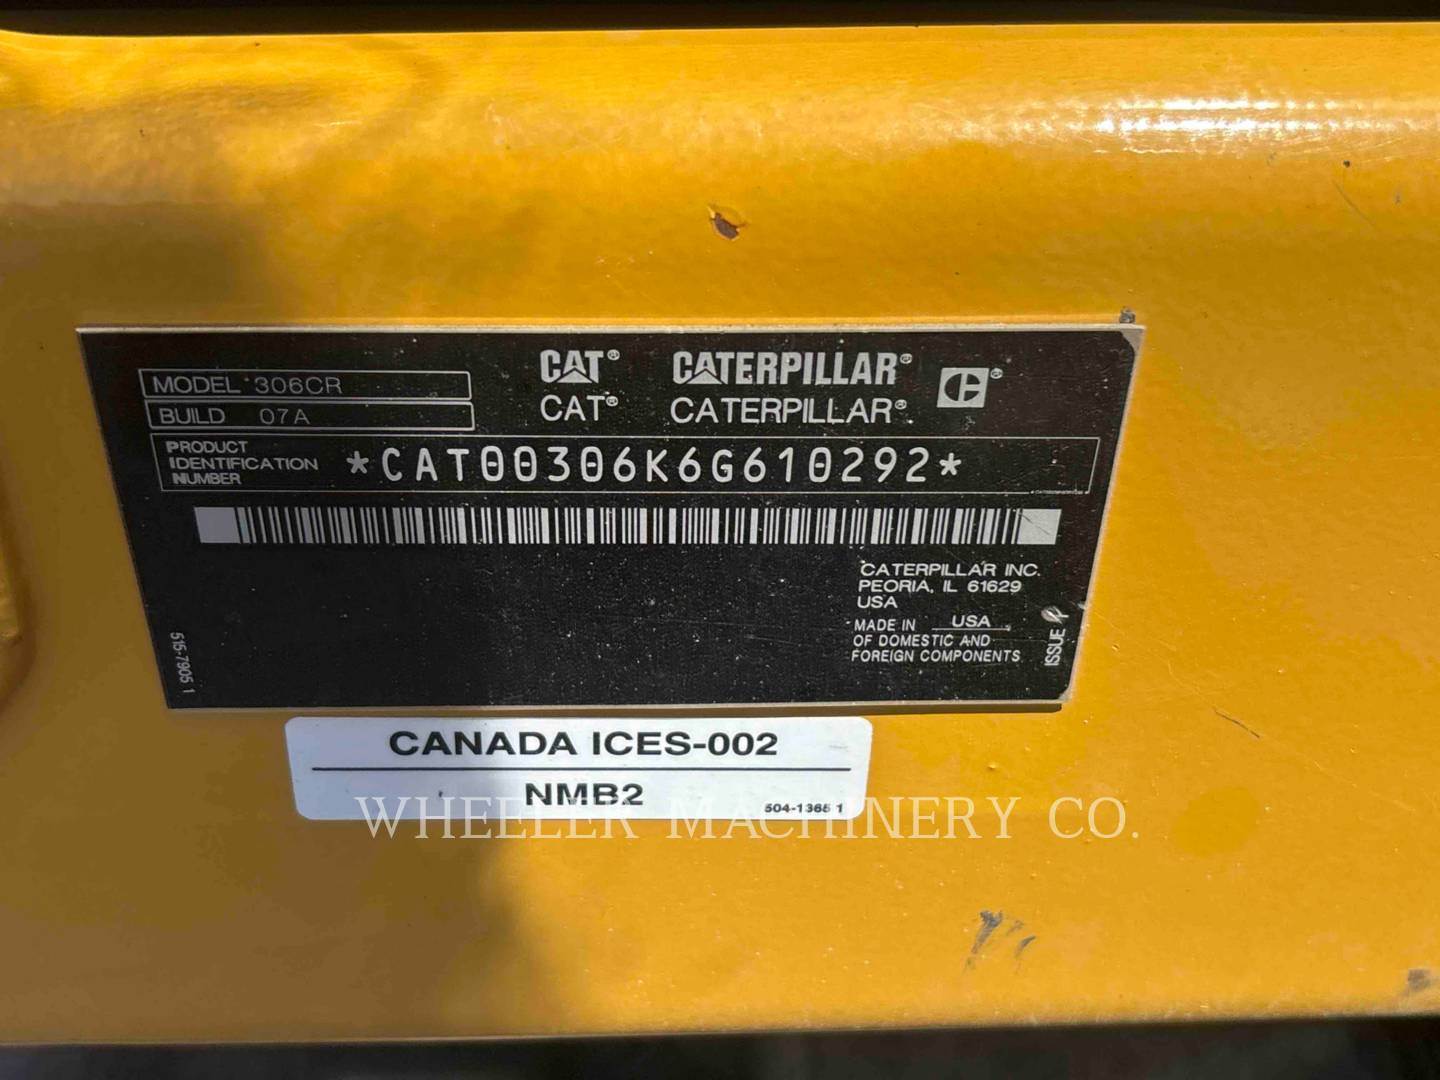 MODEL 306CR
BUILD 07A
CAT® CATERPILLAR®
CAT® CATERPILLAR®
PRODUCT IDENTIFICATION NUMBER
*CAT00306K6G610292*
CATERPILLAR INC.
PEORIA, IL 61629
USA
MADE IN USA
OF DOMESTIC AND
FOREIGN COMPONENTS
ISSUE
515-7905 1
CANADA ICES-002
NMB2
504-1365 1
WHEELER MACHINERY CO.